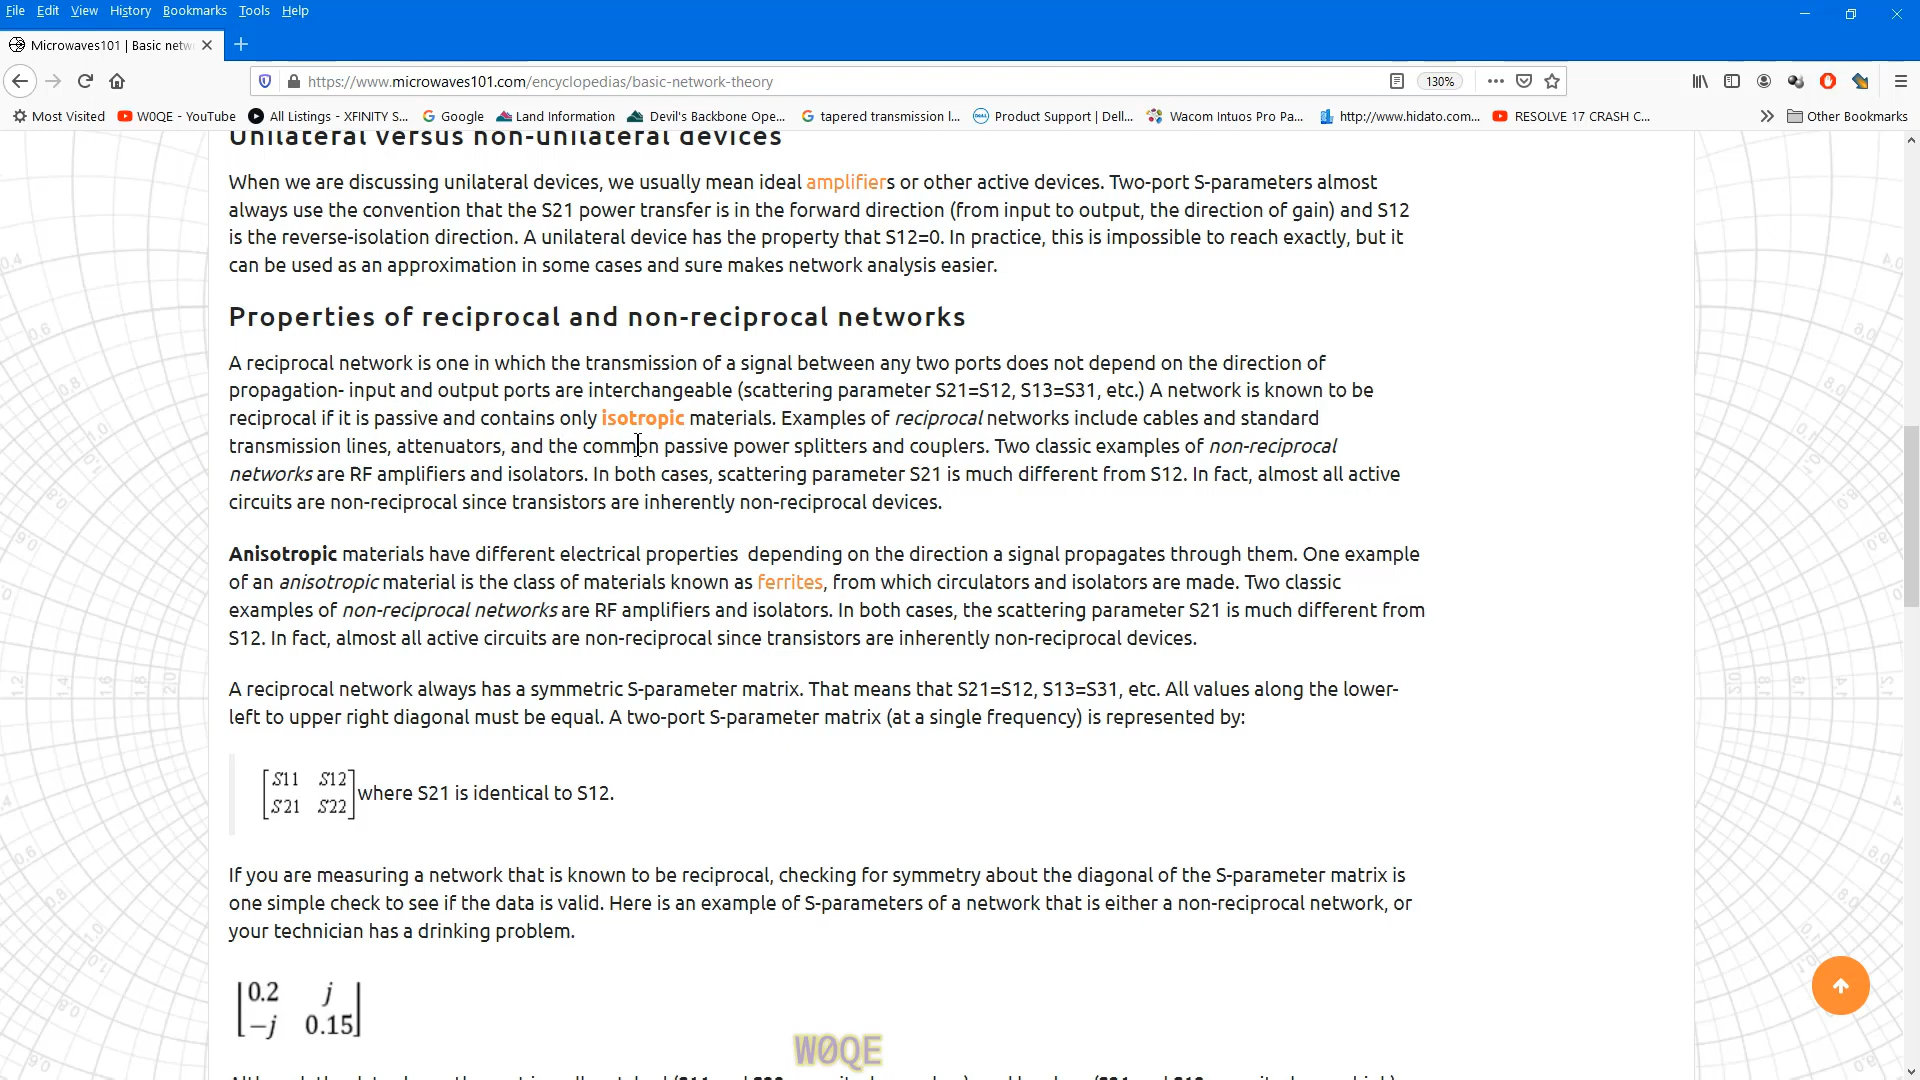 File Edit View History Bookmarks Tools Help
Microwaves101 | Basic netw
https://www.microwaves101.com/encyclopedias/basic-network-theory
130%
Most Visited W0QE - YouTube All Listings - XFINITY S... Google Land Information Devil's Backbone Ope... tapered transmission l... Product Support | Dell... Wacom Intuos Pro Pa... http://www.hidato.com... RESOLVE 17 CRASH C... Other Bookmarks
Unilateral versus non-unilateral devices
When we are discussing unilateral devices, we usually mean ideal amplifiers or other active devices. Two-port S-parameters almost
always use the convention that the S21 power transfer is in the forward direction (from input to output, the direction of gain) and S12
is the reverse-isolation direction. A unilateral device has the property that S12=0. In practice, this is impossible to reach exactly, but it
can be used as an approximation in some cases and sure makes network analysis easier.
Properties of reciprocal and non-reciprocal networks
A reciprocal network is one in which the transmission of a signal between any two ports does not depend on the direction of
propagation- input and output ports are interchangeable (scattering parameter S21=S12, S13=S31, etc.) A network is known to be
reciprocal if it is passive and contains only isotropic materials. Examples of reciprocal networks include cables and standard
transmission lines, attenuators, and the common passive power splitters and couplers. Two classic examples of non-reciprocal
networks are RF amplifiers and isolators. In both cases, scattering parameter S21 is much different from S12. In fact, almost all active
circuits are non-reciprocal since transistors are inherently non-reciprocal devices.
Anisotropic materials have different electrical properties depending on the direction a signal propagates through them. One example
of an anisotropic material is the class of materials known as ferrites, from which circulators and isolators are made. Two classic
examples of non-reciprocal networks are RF amplifiers and isolators. In both cases, the scattering parameter S21 is much different from
S12. In fact, almost all active circuits are non-reciprocal since transistors are inherently non-reciprocal devices.
A reciprocal network always has a symmetric S-parameter matrix. That means that S21=S12, S13=S31, etc. All values along the lower-
left to upper right diagonal must be equal. A two-port S-parameter matrix (at a single frequency) is represented by:
S11 S12
S21 S22
where S21 is identical to S12.
If you are measuring a network that is known to be reciprocal, checking for symmetry about the diagonal of the S-parameter matrix is
one simple check to see if the data is valid. Here is an example of S-parameters of a network that is either a non-reciprocal network, or
your technician has a drinking problem.
0.2 j
-j 0.15
W0QE